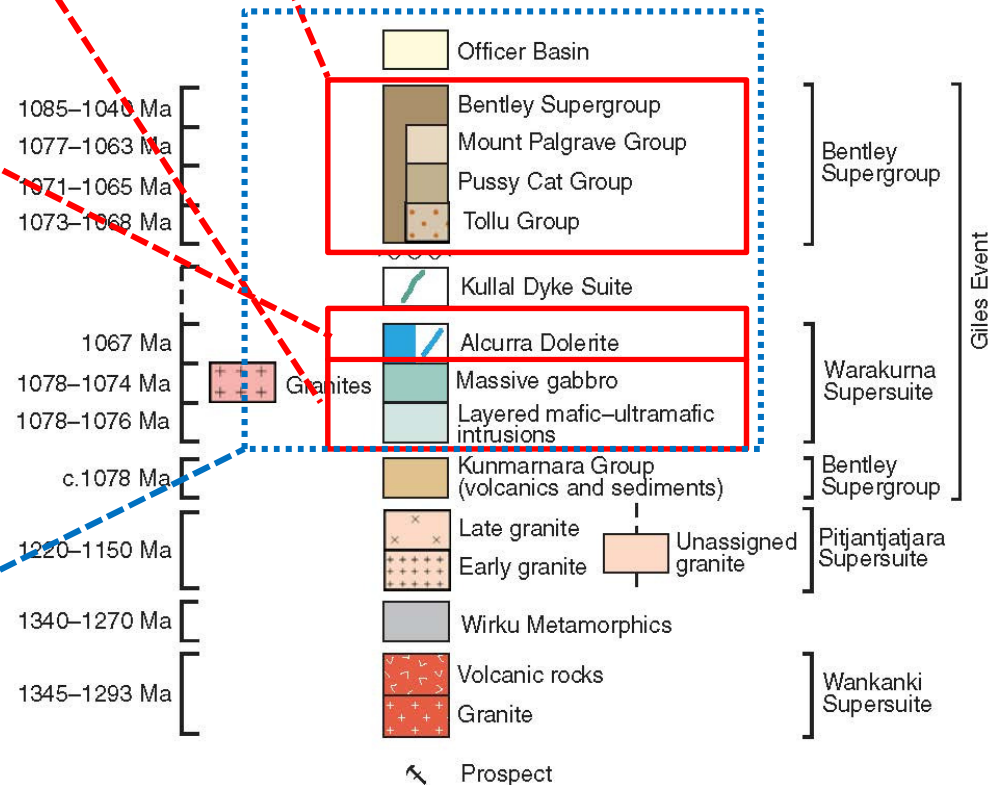 Officer Basin
1085–1040 Ma
Bentley Supergroup
1077–1063 Ma
Mount Palgrave Group
1071–1065 Ma
Pussy Cat Group
1073–1068 Ma
Tollu Group
Bentley
Supergroup
Kullal Dyke Suite
Giles Event
1067 Ma
Alcurra Dolerite
1078–1074 Ma
Granites
Massive gabbro
1078–1076 Ma
Layered mafic–ultramafic
intrusions
Warakurna
Supersuite
c.1078 Ma
Kunmarnara Group
(volcanics and sediments)
Bentley
Supergroup
1220–1150 Ma
Late granite
Early granite
Unassigned
granite
Pitjantjatjara
Supersuite
1340–1270 Ma
Wirku Metamorphics
1345–1293 Ma
Volcanic rocks
Granite
Wankanki
Supersuite
Prospect